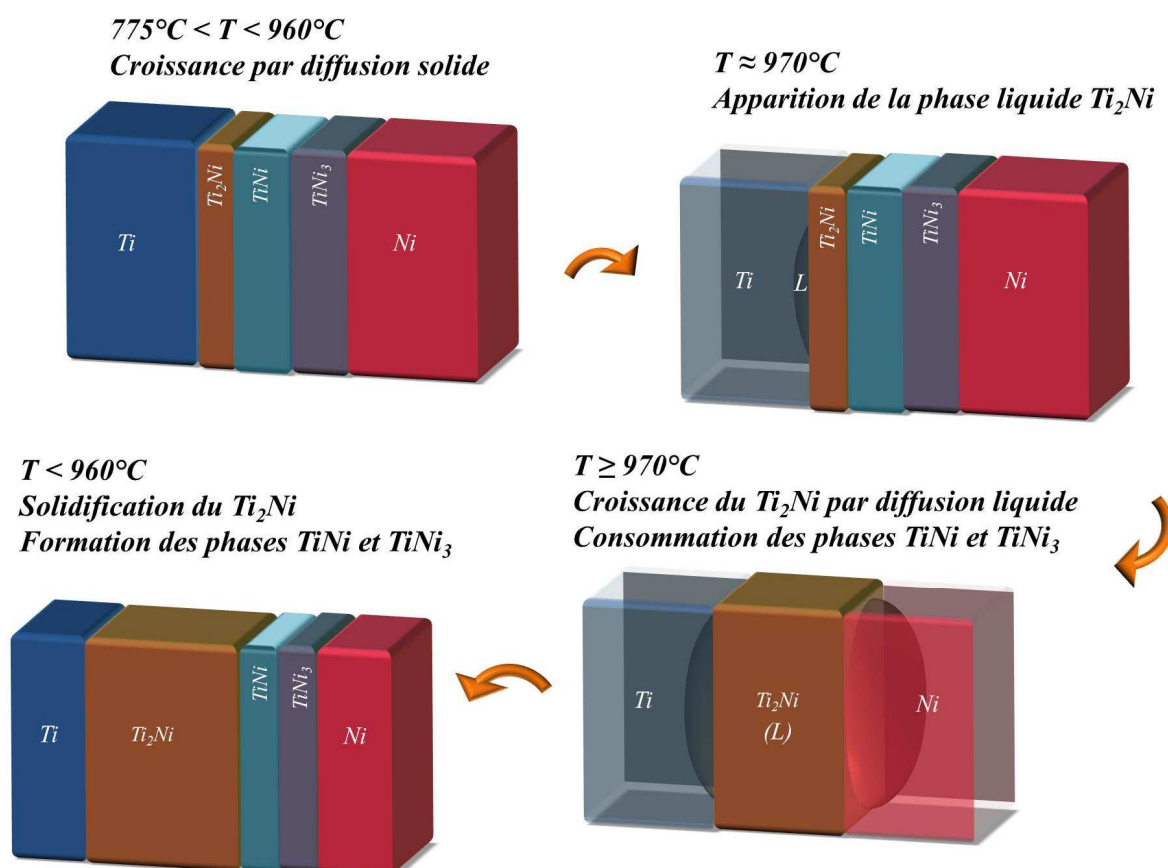 775°C < T < 960°C
Croissance par diffusion solide
Ti
Ti₂Ni
TiNi
TiNi₃
Ni
T ≈ 970°C
Apparition de la phase liquide Ti₂Ni
Ti
L
Ti₂Ni
TiNi
TiNi₃
Ni
T < 960°C
Solidification du Ti₂Ni
Formation des phases TiNi et TiNi₃
Ti
Ti₂Ni
TiNi
TiNi₃
Ni
T ≥ 970°C
Croissance du Ti₂Ni par diffusion liquide
Consommation des phases TiNi et TiNi₃
Ti
Ti₂Ni
(L)
Ni